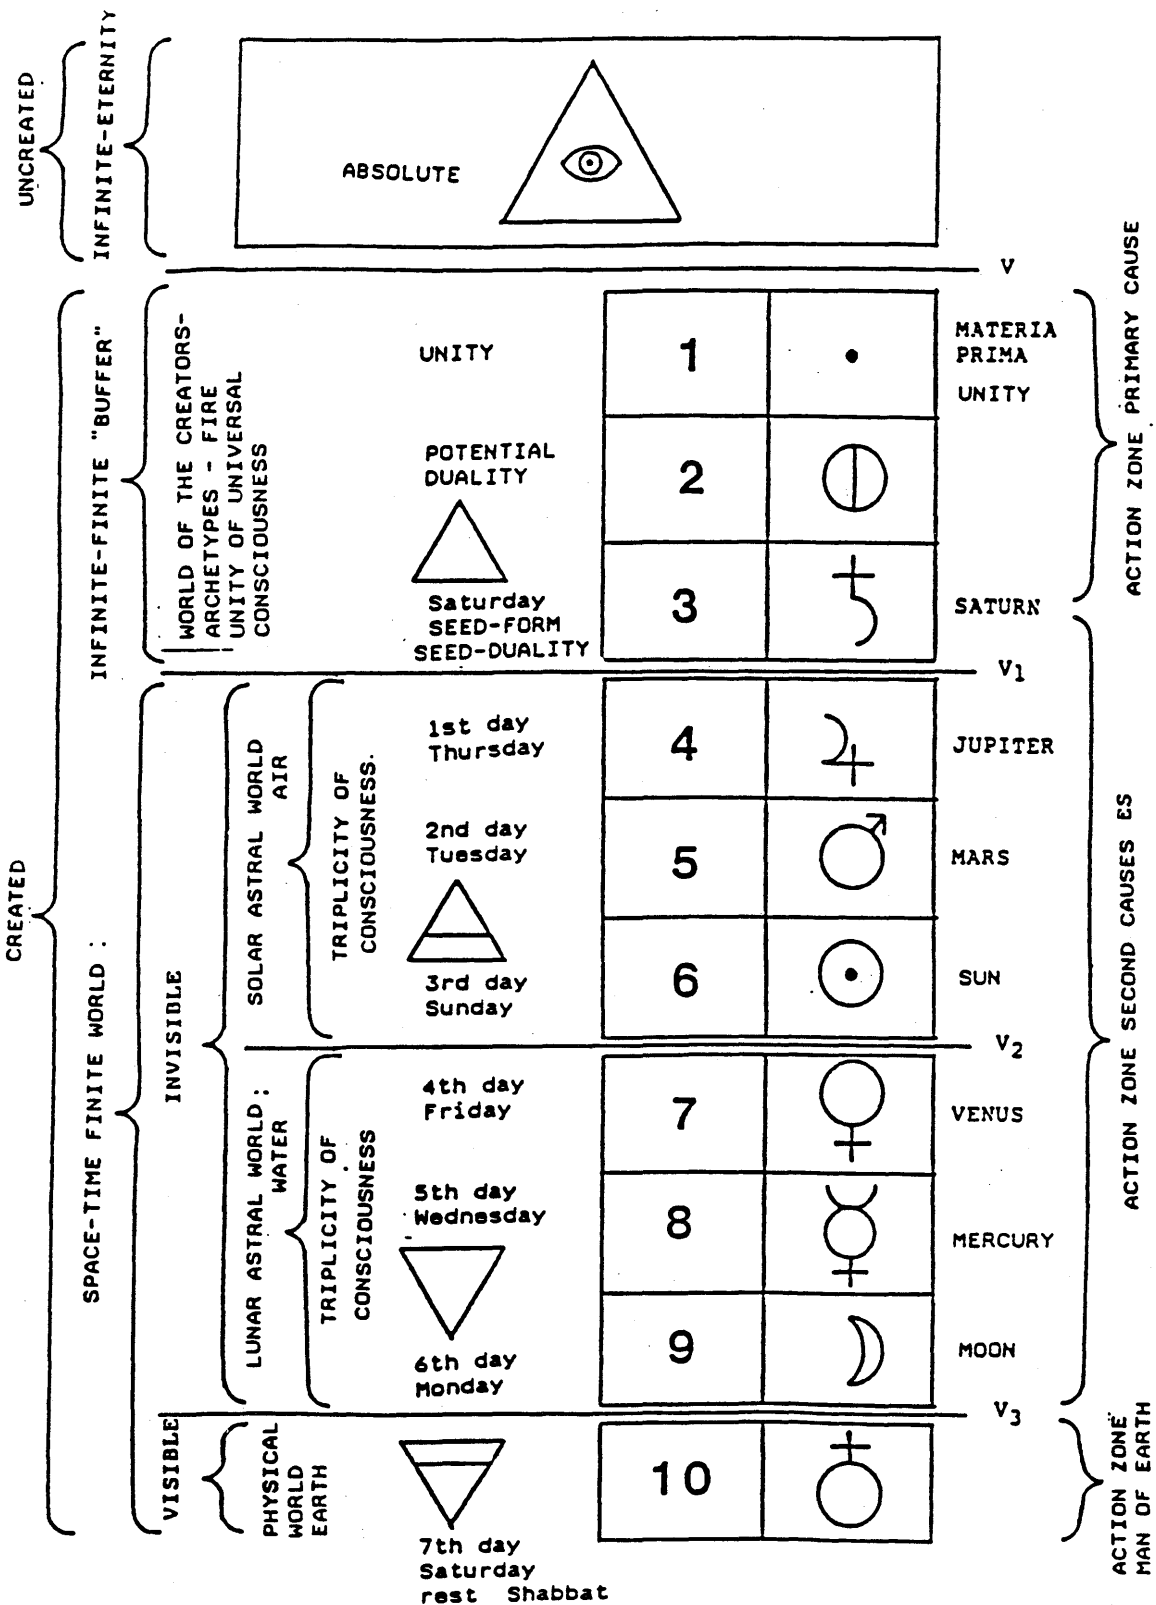 UNCREATED
INFINITE-ETERNITY
ABSOLUTE
V
CREATED
INFINITE-FINITE "BUFFER"
WORLD OF THE CREATORS-
ARCHETYPES - FIRE
UNITY OF UNIVERSAL
CONSCIOUSNESS
UNITY
1
MATERIA
PRIMA
UNITY
POTENTIAL
DUALITY
2
Saturday
SEED-FORM
SEED-DUALITY
3
SATURN
ACTION ZONE PRIMARY CAUSE
V1
SPACE-TIME FINITE WORLD :
INVISIBLE
SOLAR ASTRAL WORLD
AIR
TRIPLICITY OF
CONSCIOUSNESS.
1st day
Thursday
4
JUPITER
2nd day
Tuesday
5
MARS
3rd day
Sunday
6
SUN
V2
ACTION ZONE SECOND CAUSES ES
LUNAR ASTRAL WORLD;
WATER
TRIPLICITY OF
CONSCIOUSNESS
4th day
Friday
7
VENUS
5th day
Wednesday
8
MERCURY
6th day
Monday
9
MOON
V3
VISIBLE
PHYSICAL
WORLD
EARTH
10
7th day
Saturday
rest Shabbat
ACTION ZONE
MAN OF EARTH